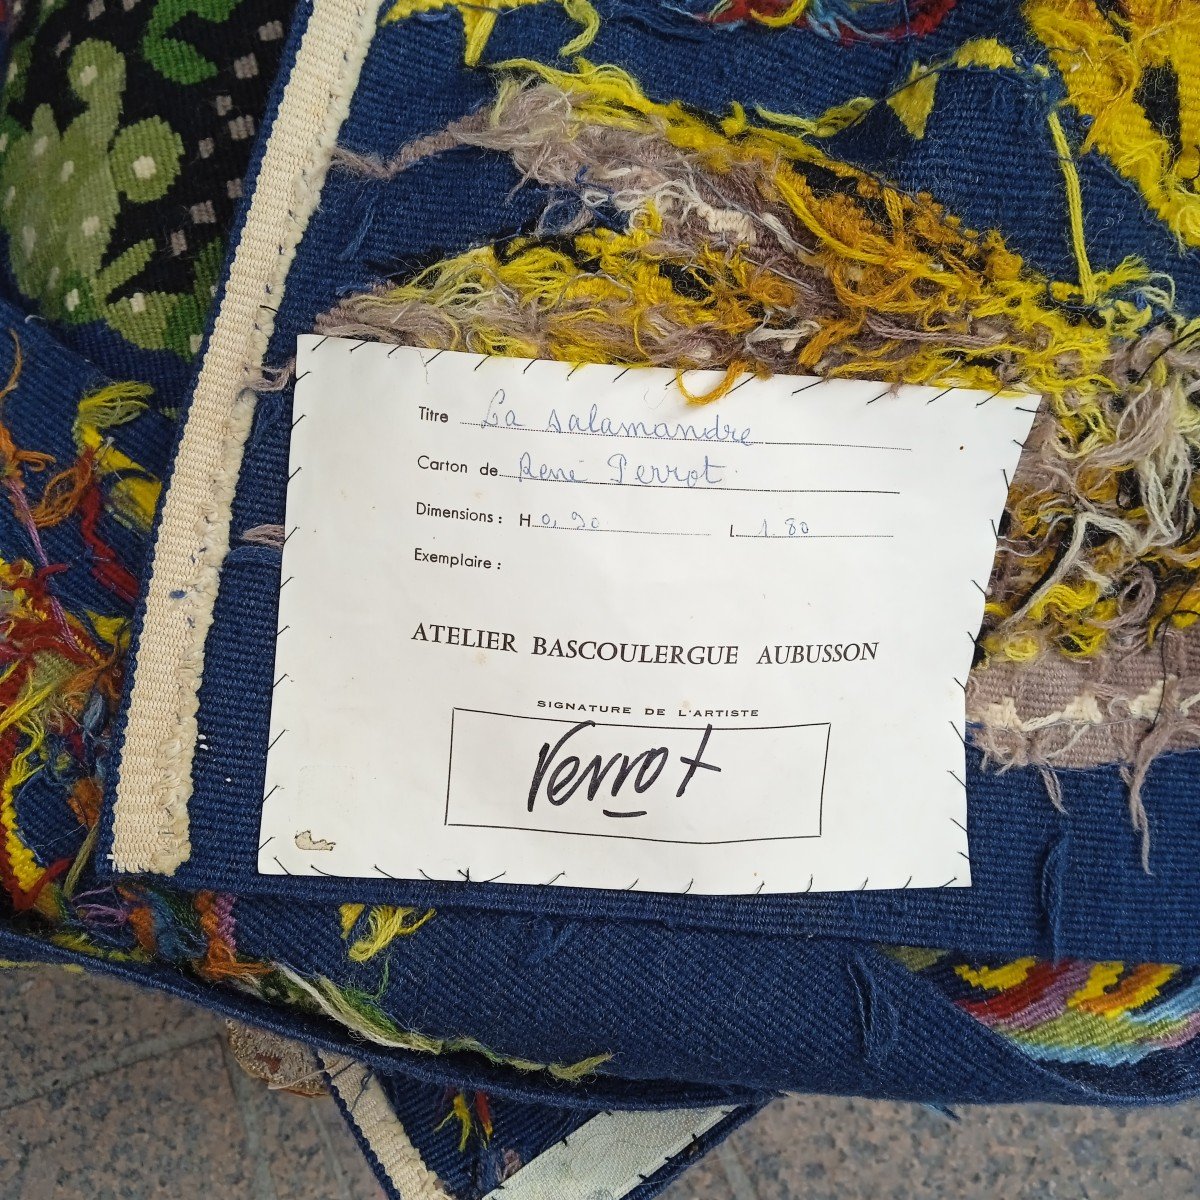 Titre La salamandre
Carton de René Perrot
Dimensions : H 0,90 L 1 80
Exemplaire :
ATELIER BASCOULERGUE AUBUSSON
SIGNATURE DE L'ARTISTE
Perrot